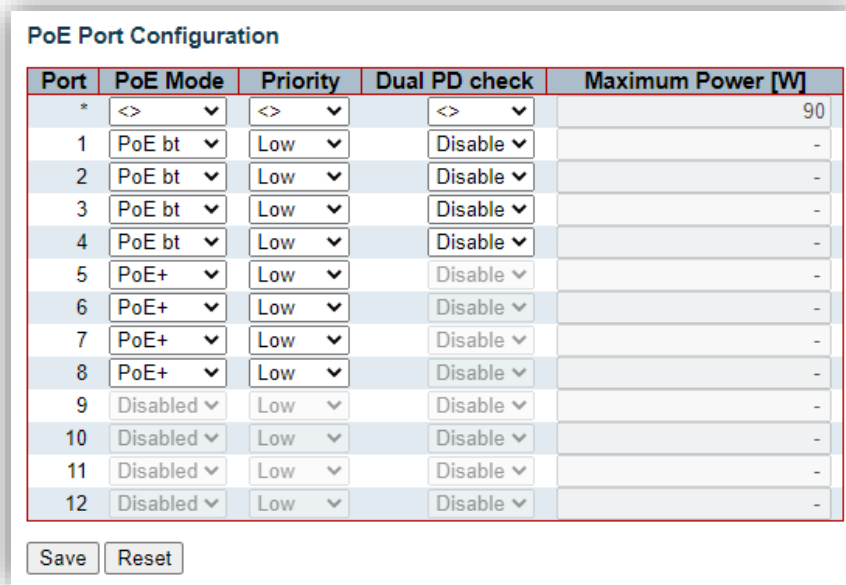 PoE Port Configuration
Port PoE Mode Priority Dual PD check Maximum Power [W]
* <> <> <> 90
1 PoE bt Low Disable -
2 PoE bt Low Disable -
3 PoE bt Low Disable -
4 PoE bt Low Disable -
5 PoE+ Low Disable -
6 PoE+ Low Disable -
7 PoE+ Low Disable -
8 PoE+ Low Disable -
9 Disabled Low Disable -
10 Disabled Low Disable -
11 Disabled Low Disable -
12 Disabled Low Disable -
Save Reset